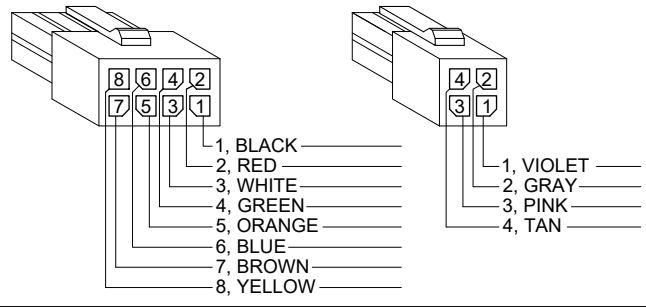 8 6 4 2
7 5 3 1
1, BLACK
2, RED
3, WHITE
4, GREEN
5, ORANGE
6, BLUE
7, BROWN
8, YELLOW
4 2
3 1
1, VIOLET
2, GRAY
3, PINK
4, TAN